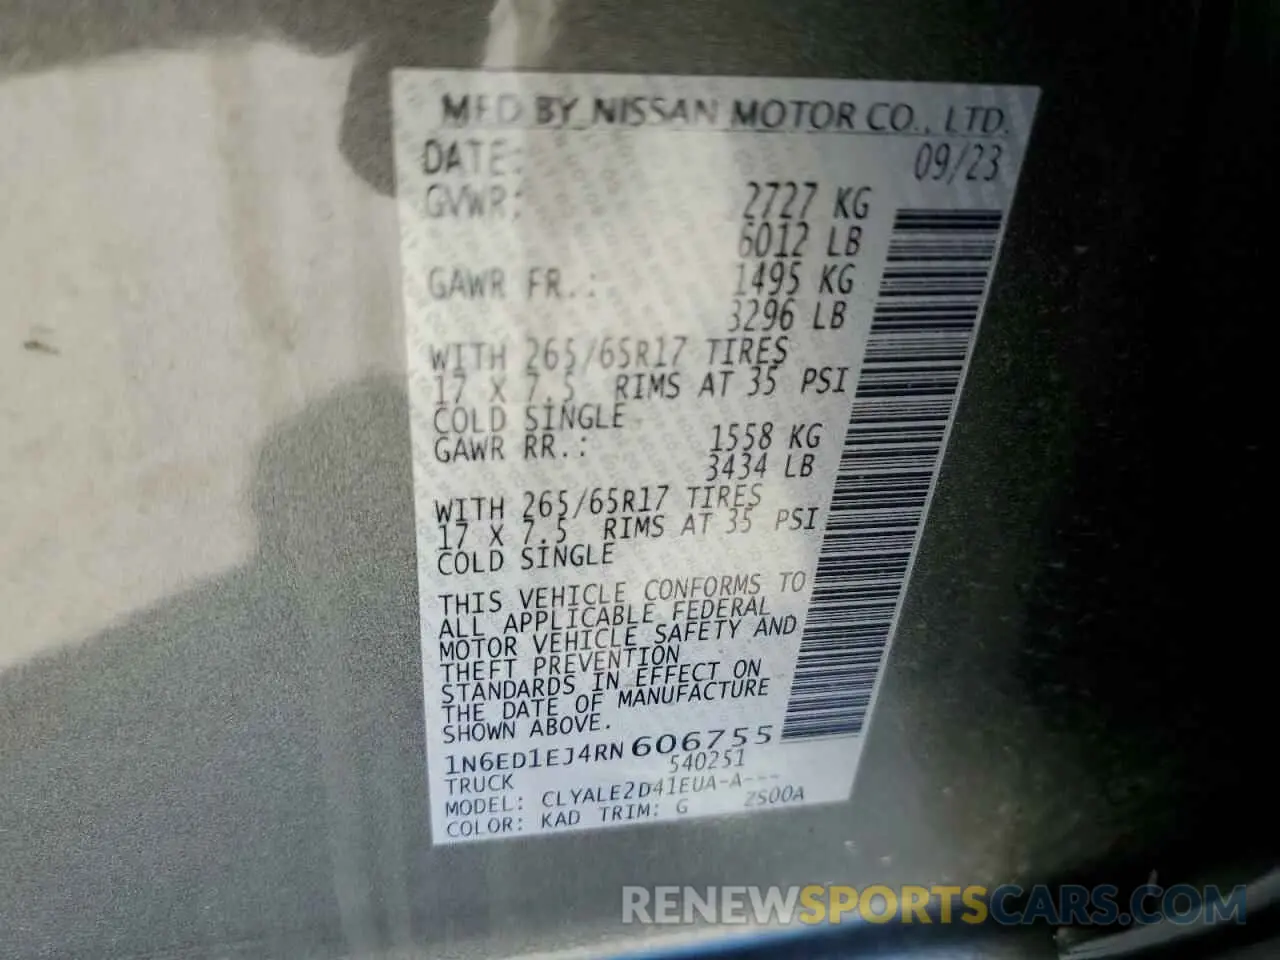 MFD BY NISSAN MOTOR CO., LTD.
DATE: 09/23
GVWR: 2727 KG
6012 LB
GAWR FR.: 1495 KG
3296 LB
WITH 265/65R17 TIRES
17 X 7.5 RIMS AT 35 PSI
COLD SINGLE
GAWR RR.: 1558 KG
3434 LB
WITH 265/65R17 TIRES
17 X 7.5 RIMS AT 35 PSI
COLD SINGLE
THIS VEHICLE CONFORMS TO
ALL APPLICABLE FEDERAL
MOTOR VEHICLE SAFETY AND
THEFT PREVENTION
STANDARDS IN EFFECT ON
THE DATE OF MANUFACTURE
SHOWN ABOVE.
1N6ED1EJ4RN606755
TRUCK 540251
MODEL: CLYALE2D41EUA-A---
COLOR: KAD TRIM: G ZS00A
RENEWSPORTSCARS.COM